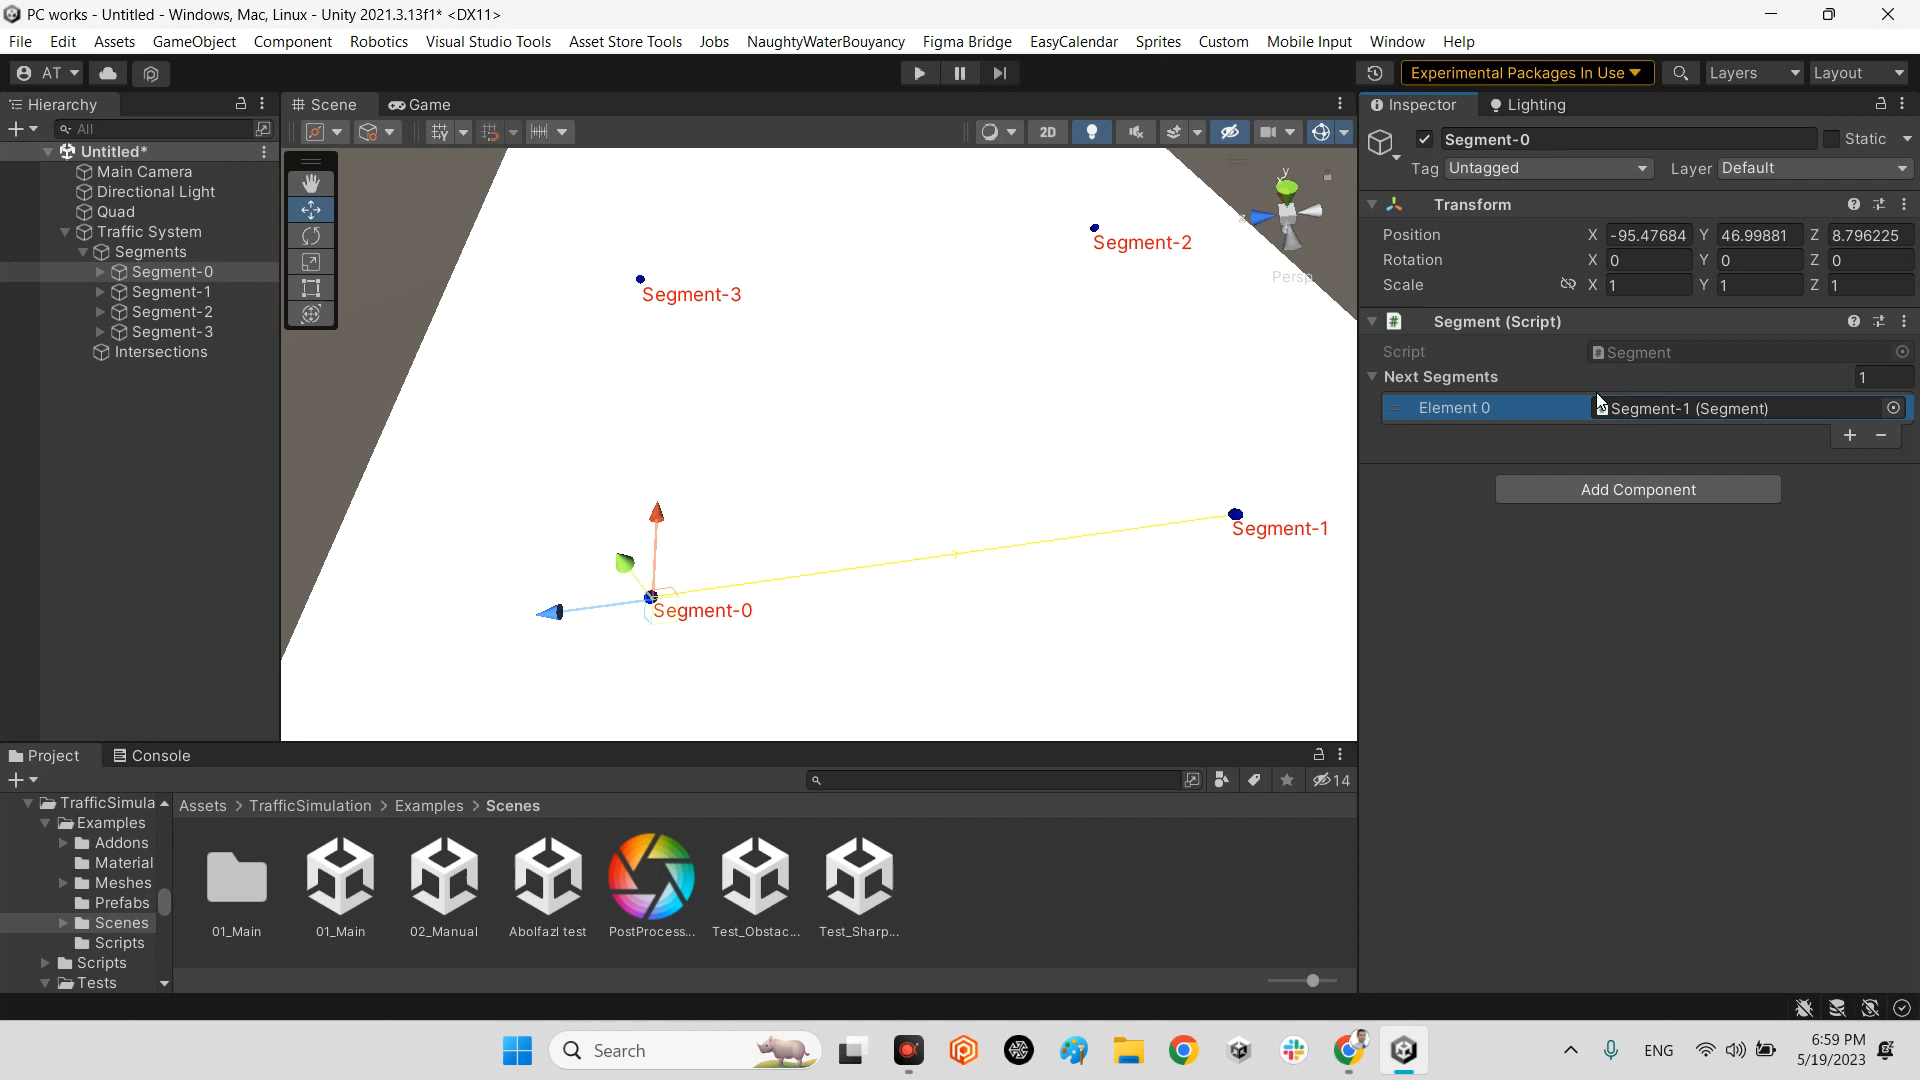 PC works - Untitled - Windows, Mac, Linux - Unity 2021.3.13f1* <DX11>
File Edit Assets GameObject Component Robotics Visual Studio Tools Asset Store Tools Jobs NaughtyWaterBouyancy Figma Bridge EasyCalendar Sprites Custom Mobile Input Window Help
AT Experimental Packages In Use Layers Layout
Hierarchy
All
Untitled*
Main Camera
Directional Light
Quad
Traffic System
Segments
Segment-0
Segment-1
Segment-2
Segment-3
Intersections
Scene Game
2D
y
Persp
Segment-2
Segment-3
Segment-1
Segment-0
Inspector Lighting
Segment-0 Static
Tag Untagged Layer Default
Transform
Position X -95.47684 Y 46.99881 Z 8.796225
Rotation X 0 Y 0 Z 0
Scale X 1 Y 1 Z 1
Segment (Script)
Script Segment
Next Segments 1
Element 0 Segment-1 (Segment)
Add Component
Project Console
14
TrafficSimula
Examples
Addons
Material
Meshes
Prefabs
Scenes
Scripts
Scripts
Tests
Assets > TrafficSimulation > Examples > Scenes
01_Main 01_Main 02_Manual Abolfazl test PostProcess... Test_Obstac... Test_Sharp...
Search
ENG
6:59 PM
5/19/2023